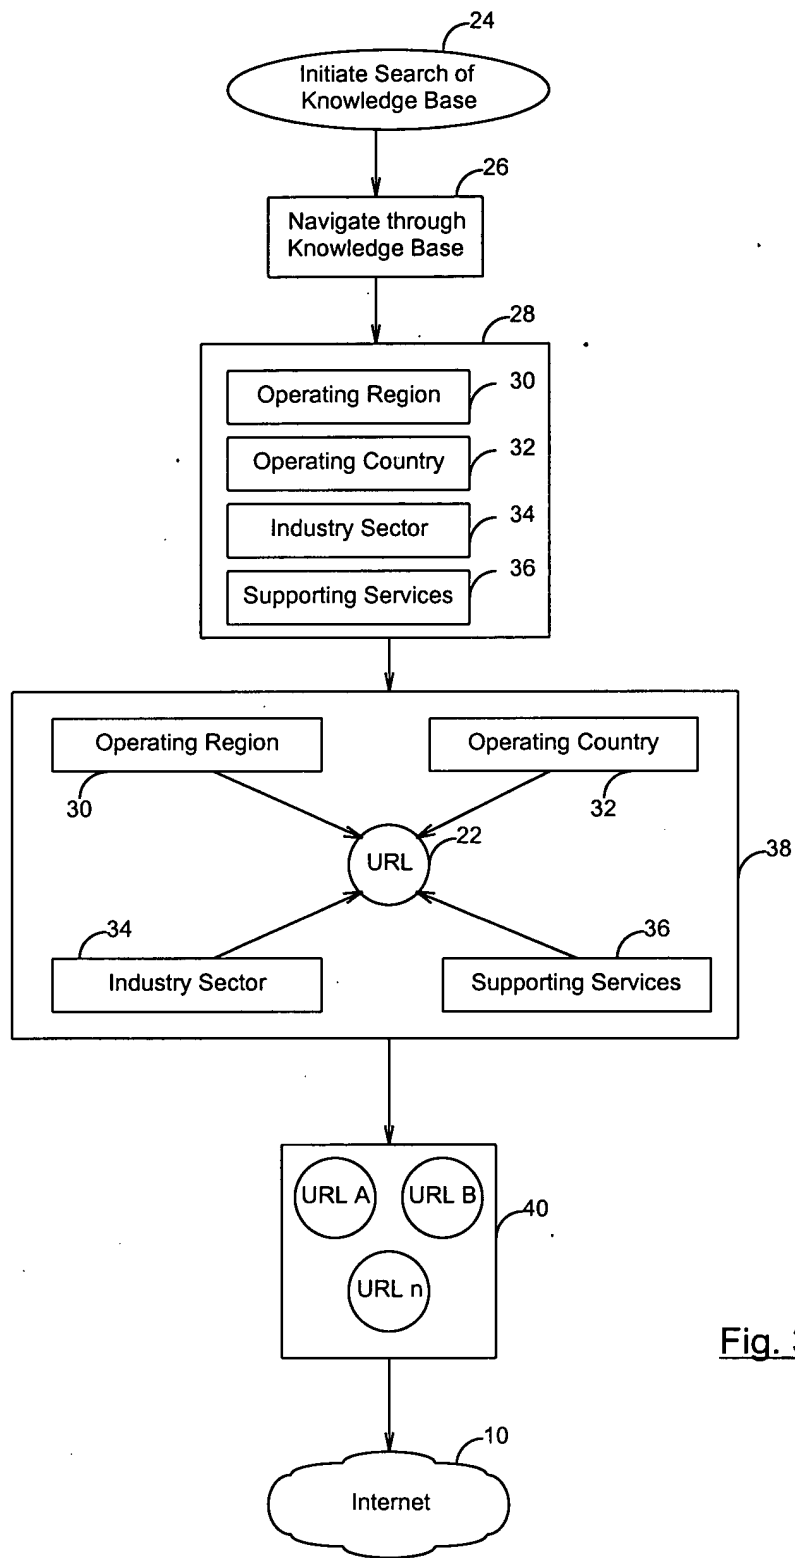 24
Initiate Search of
Knowledge Base
26
Navigate through
Knowledge Base
28
Operating Region
30
Operating Country
32
Industry Sector
34
Supporting Services
36
Operating Region
30
Operating Country
32
URL
22
38
34
Industry Sector
36
Supporting Services
URL A
URL B
40
URL n
10
Internet
Fig.